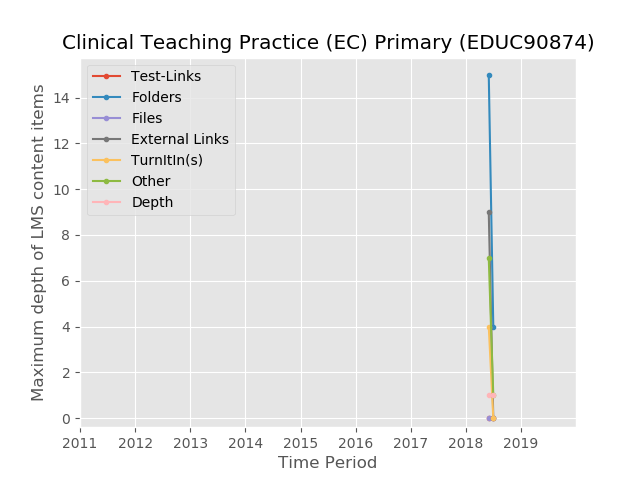 Clinical Teaching Practice (EC) Primary (EDUC90874)
Test-Links
Folders
Files
External Links
TurnItIn(s)
Other
Depth
Maximum depth of LMS content items
14
12
10
8
6
4
2
0
2011 2012 2013 2014 2015 2016 2017 2018 2019
Time Period